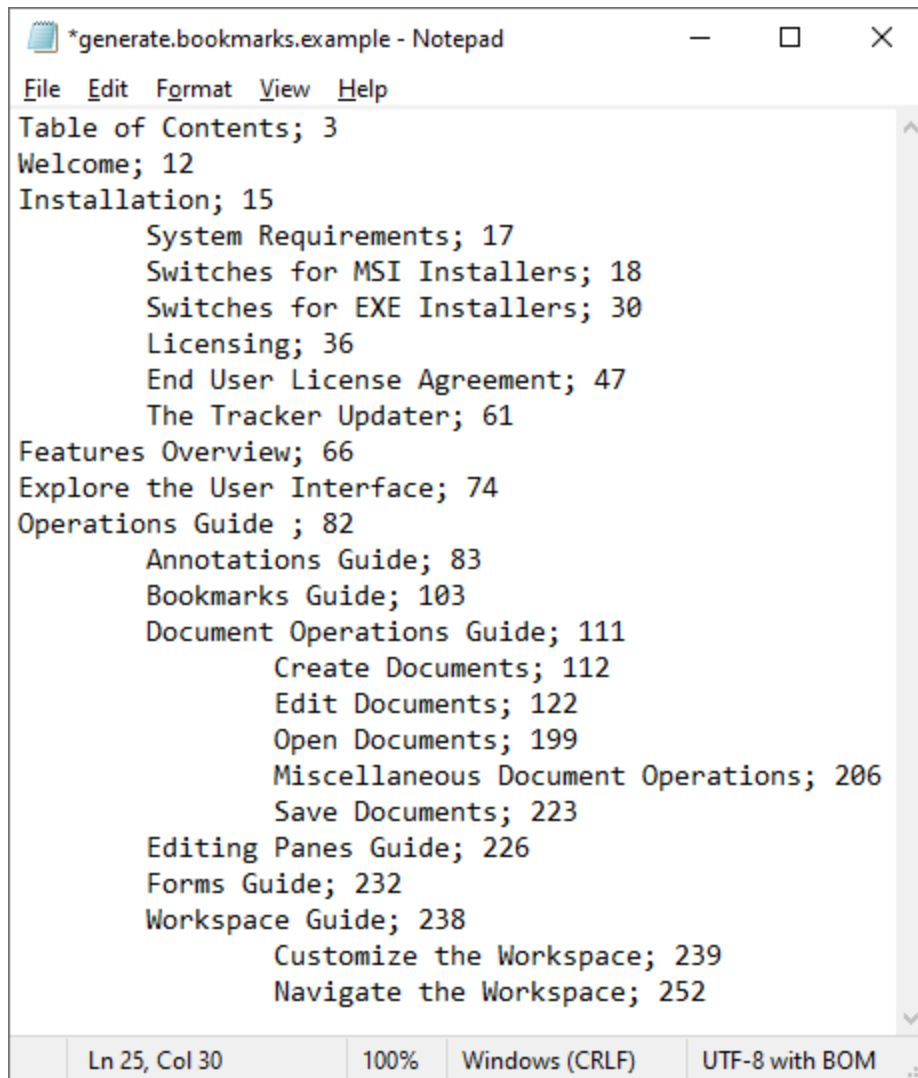 *generate.bookmarks.example - Notepad
File Edit Format View Help
Table of Contents; 3
Welcome; 12
Installation; 15
	System Requirements; 17
	Switches for MSI Installers; 18
	Switches for EXE Installers; 30
	Licensing; 36
	End User License Agreement; 47
	The Tracker Updater; 61
Features Overview; 66
Explore the User Interface; 74
Operations Guide ; 82
	Annotations Guide; 83
	Bookmarks Guide; 103
	Document Operations Guide; 111
		Create Documents; 112
		Edit Documents; 122
		Open Documents; 199
		Miscellaneous Document Operations; 206
		Save Documents; 223
	Editing Panes Guide; 226
	Forms Guide; 232
	Workspace Guide; 238
		Customize the Workspace; 239
		Navigate the Workspace; 252
Ln 25, Col 30 100% Windows (CRLF) UTF-8 with BOM